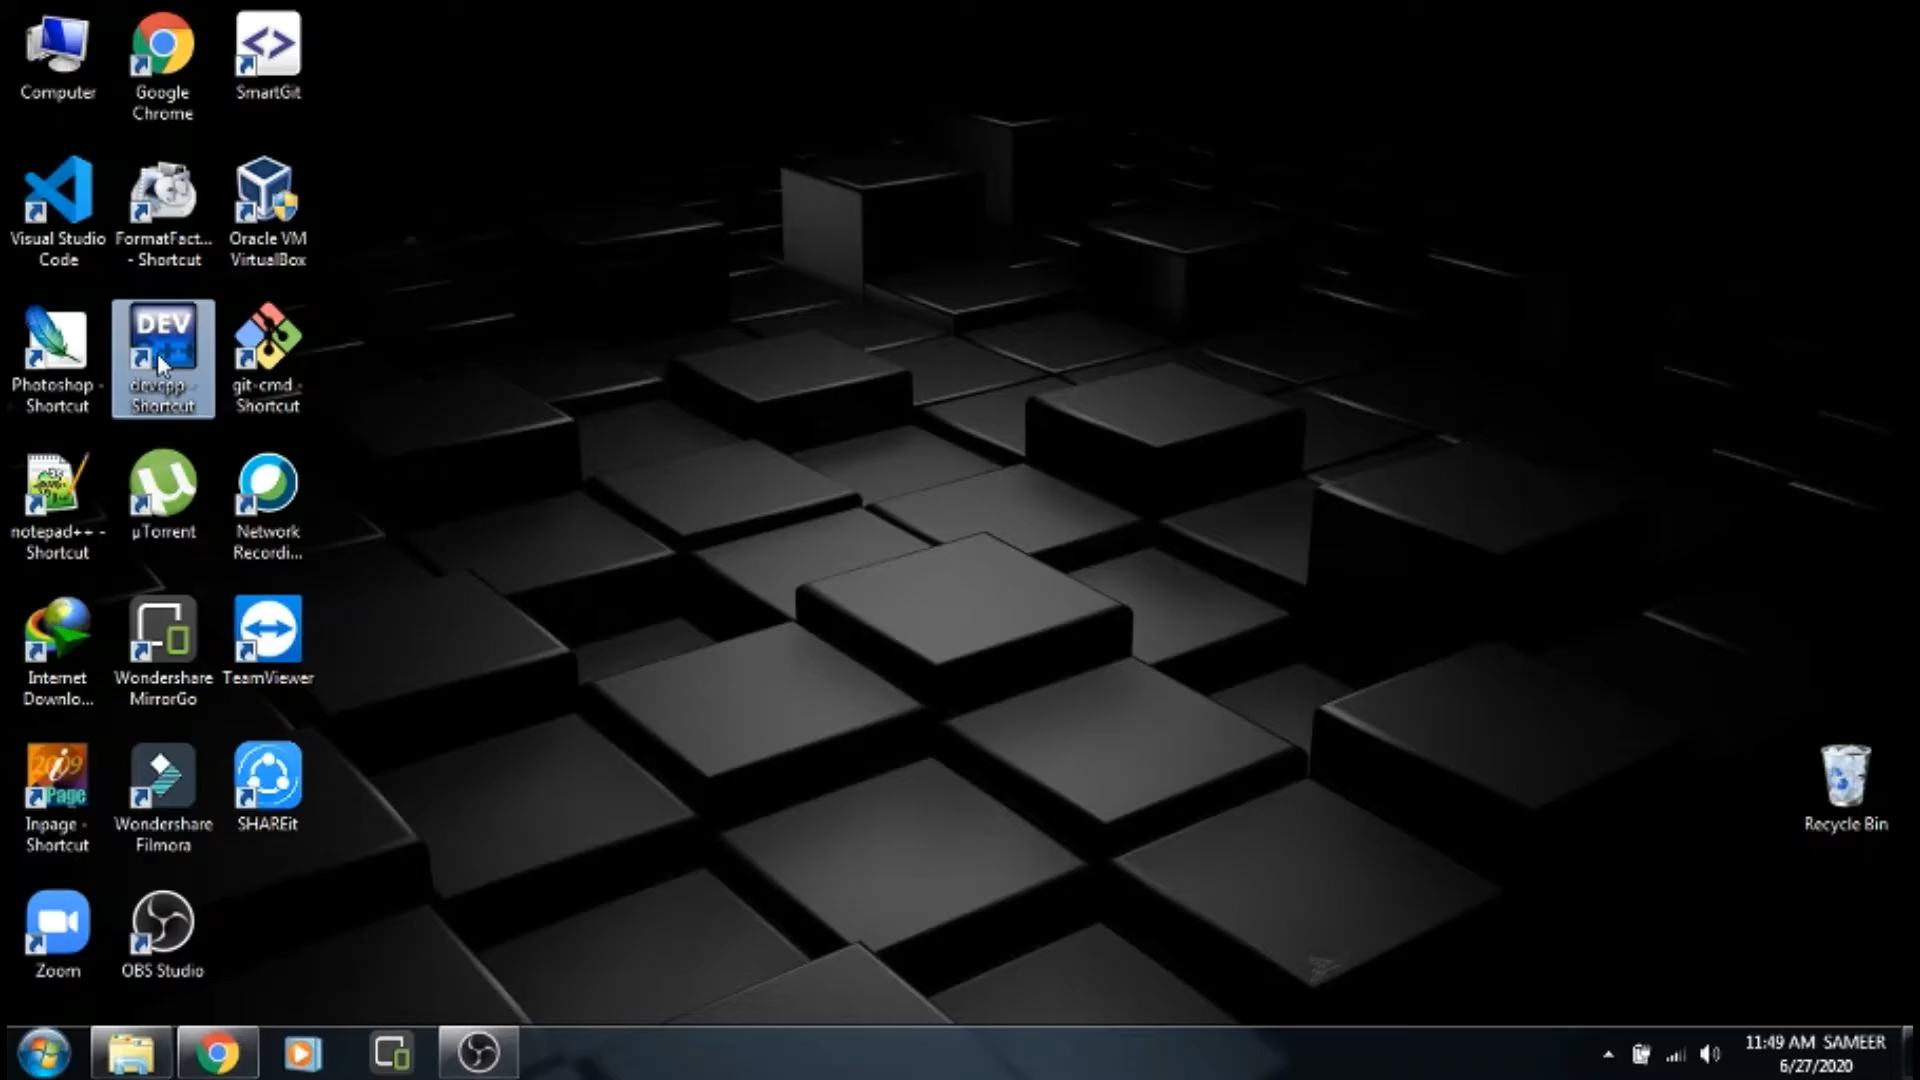 Computer
Google
Chrome
SmartGit
Visual Studio
Code
FormatFact...
- Shortcut
Oracle VM
VirtualBox
Photoshop -
Shortcut
DEV
devcpp -
Shortcut
git-cmd -
Shortcut
notepad++ -
Shortcut
µTorrent
Network
Recordi...
Internet
Downlo...
Wondershare
MirrorGo
TeamViewer
2009
Page
Inpage -
Shortcut
Wondershare
Filmora
SHAREit
Recycle Bin
Zoom
OBS Studio
11:49 AM SAMEER
6/27/2020